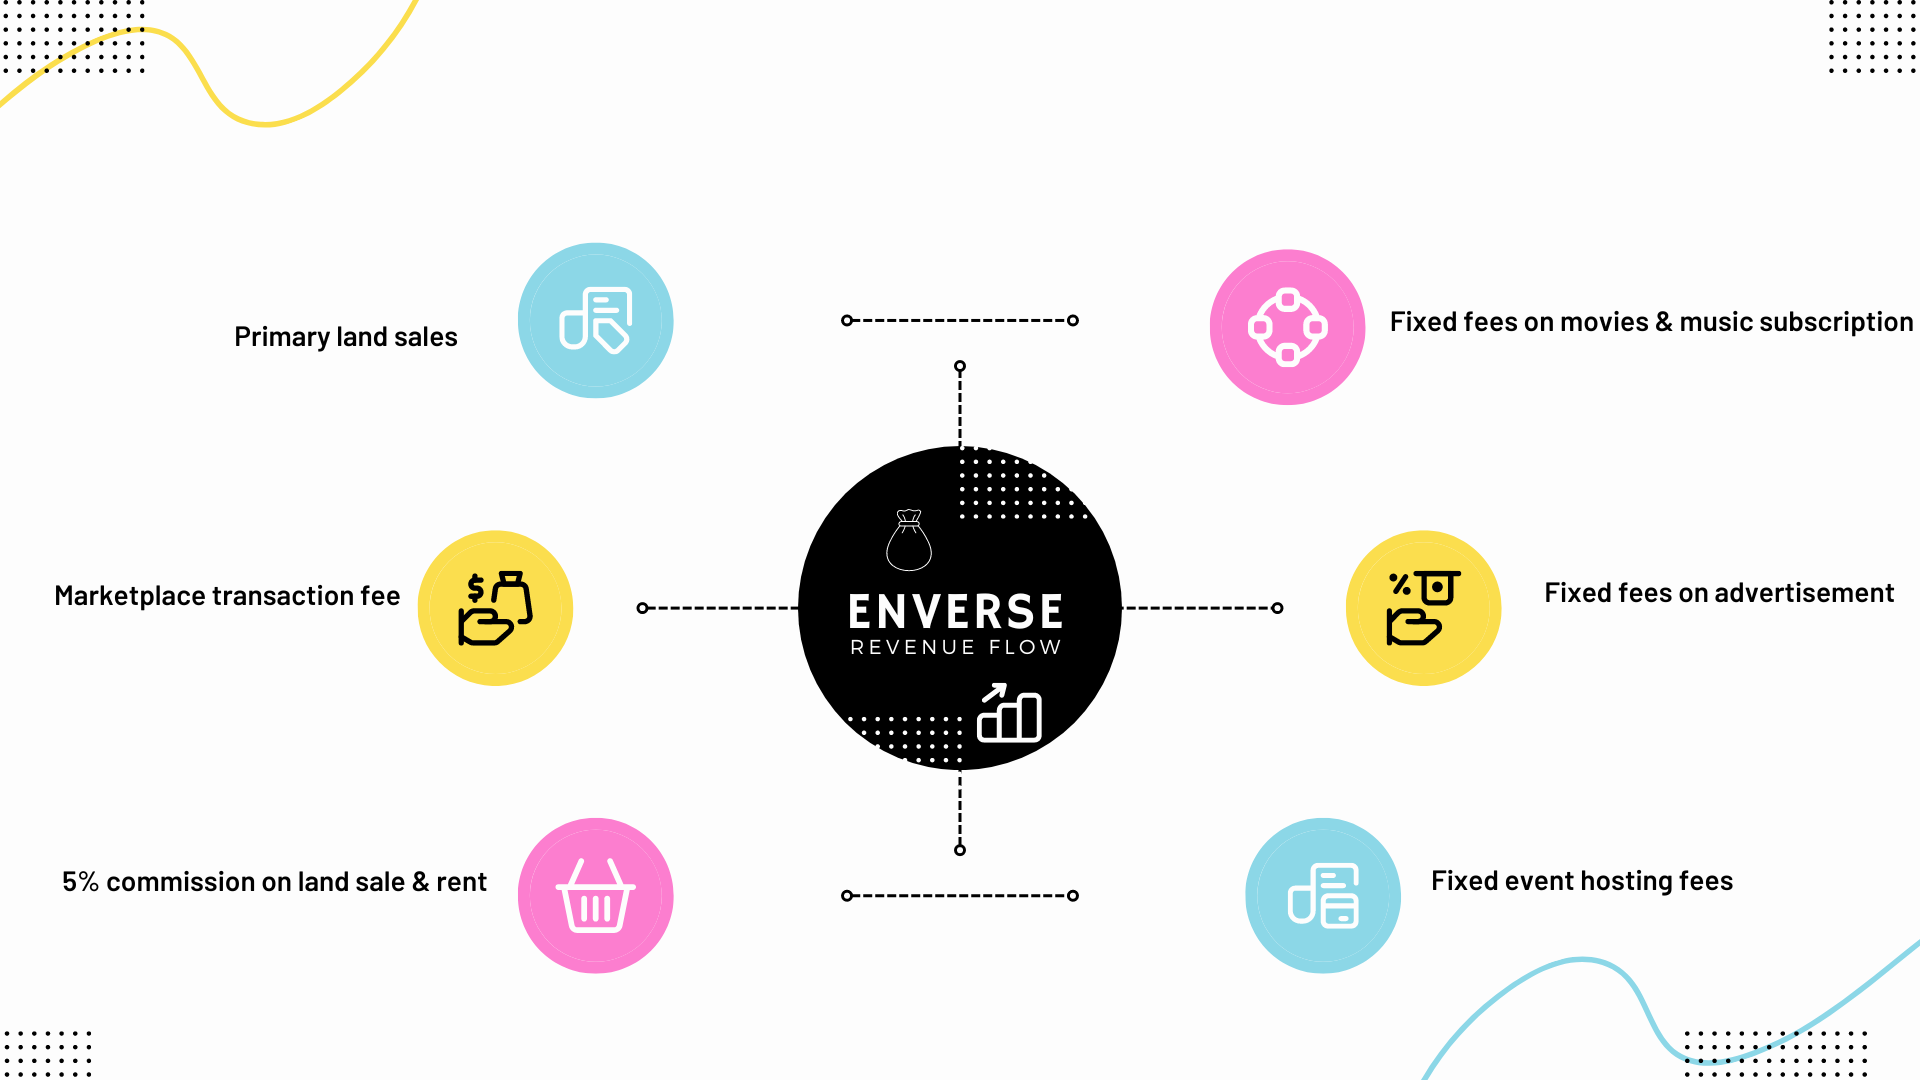 Primary land sales
Fixed fees on movies & music subscription
Marketplace transaction fee
$
ENVERSE
REVENUE FLOW
%
Fixed fees on advertisement
5% commission on land sale & rent
Fixed event hosting fees